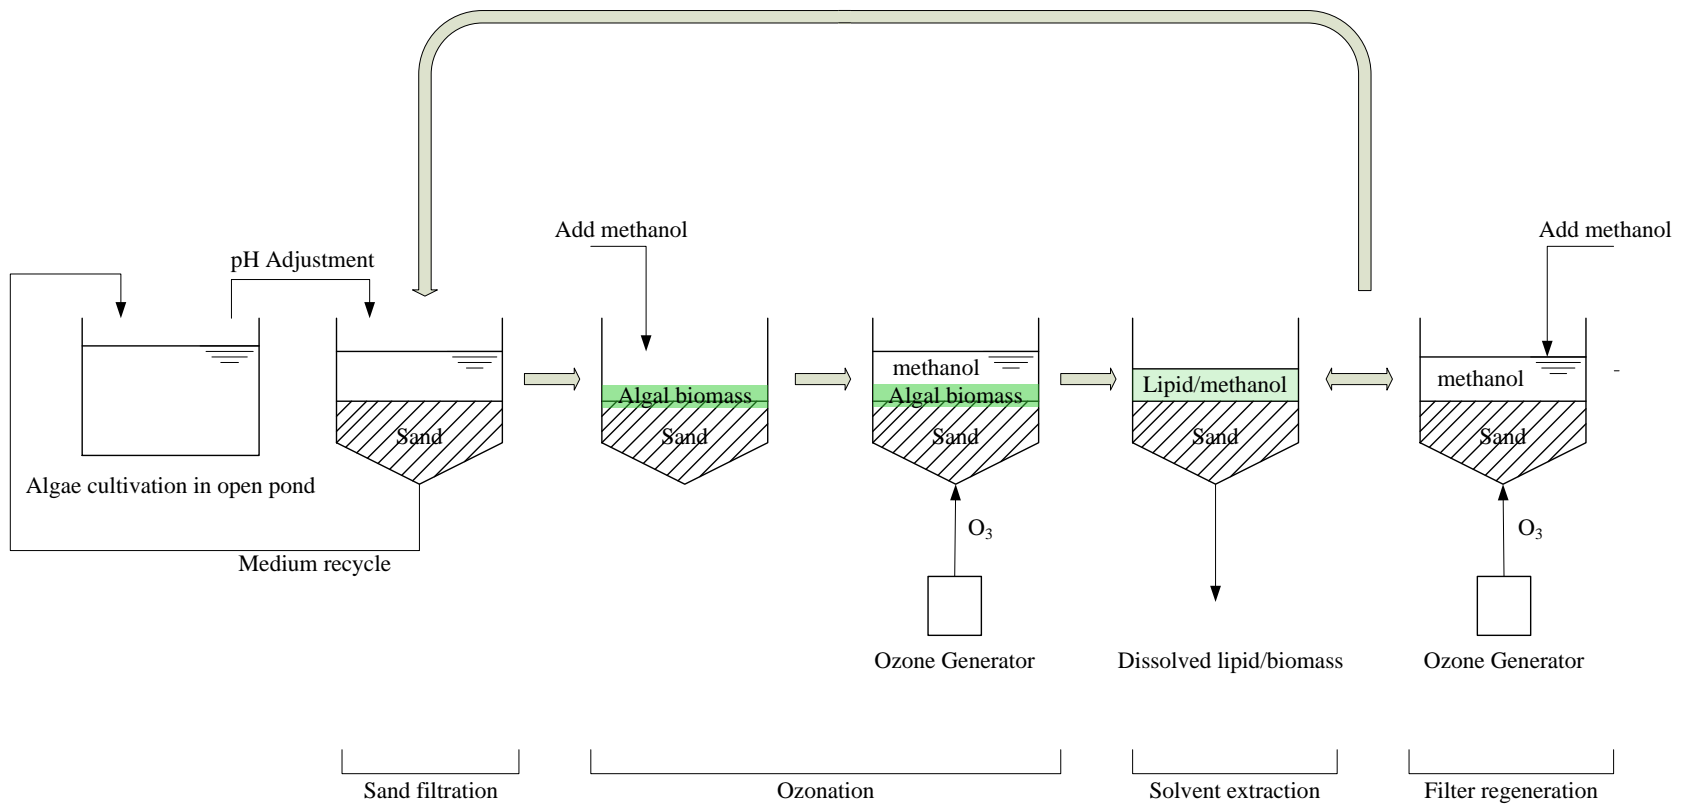 Add methanol
Add methanol
pH Adjustment
methanol
Algal biomass
Algal biomass
Lipid/methanol
methanol
Sand
Sand
Sand
Sand
Sand
Algae cultivation in open pond
O3
O3
Medium recycle
Ozone Generator
Dissolved lipid/biomass
Ozone Generator
Sand filtration
Ozonation
Solvent extraction
Filter regeneration